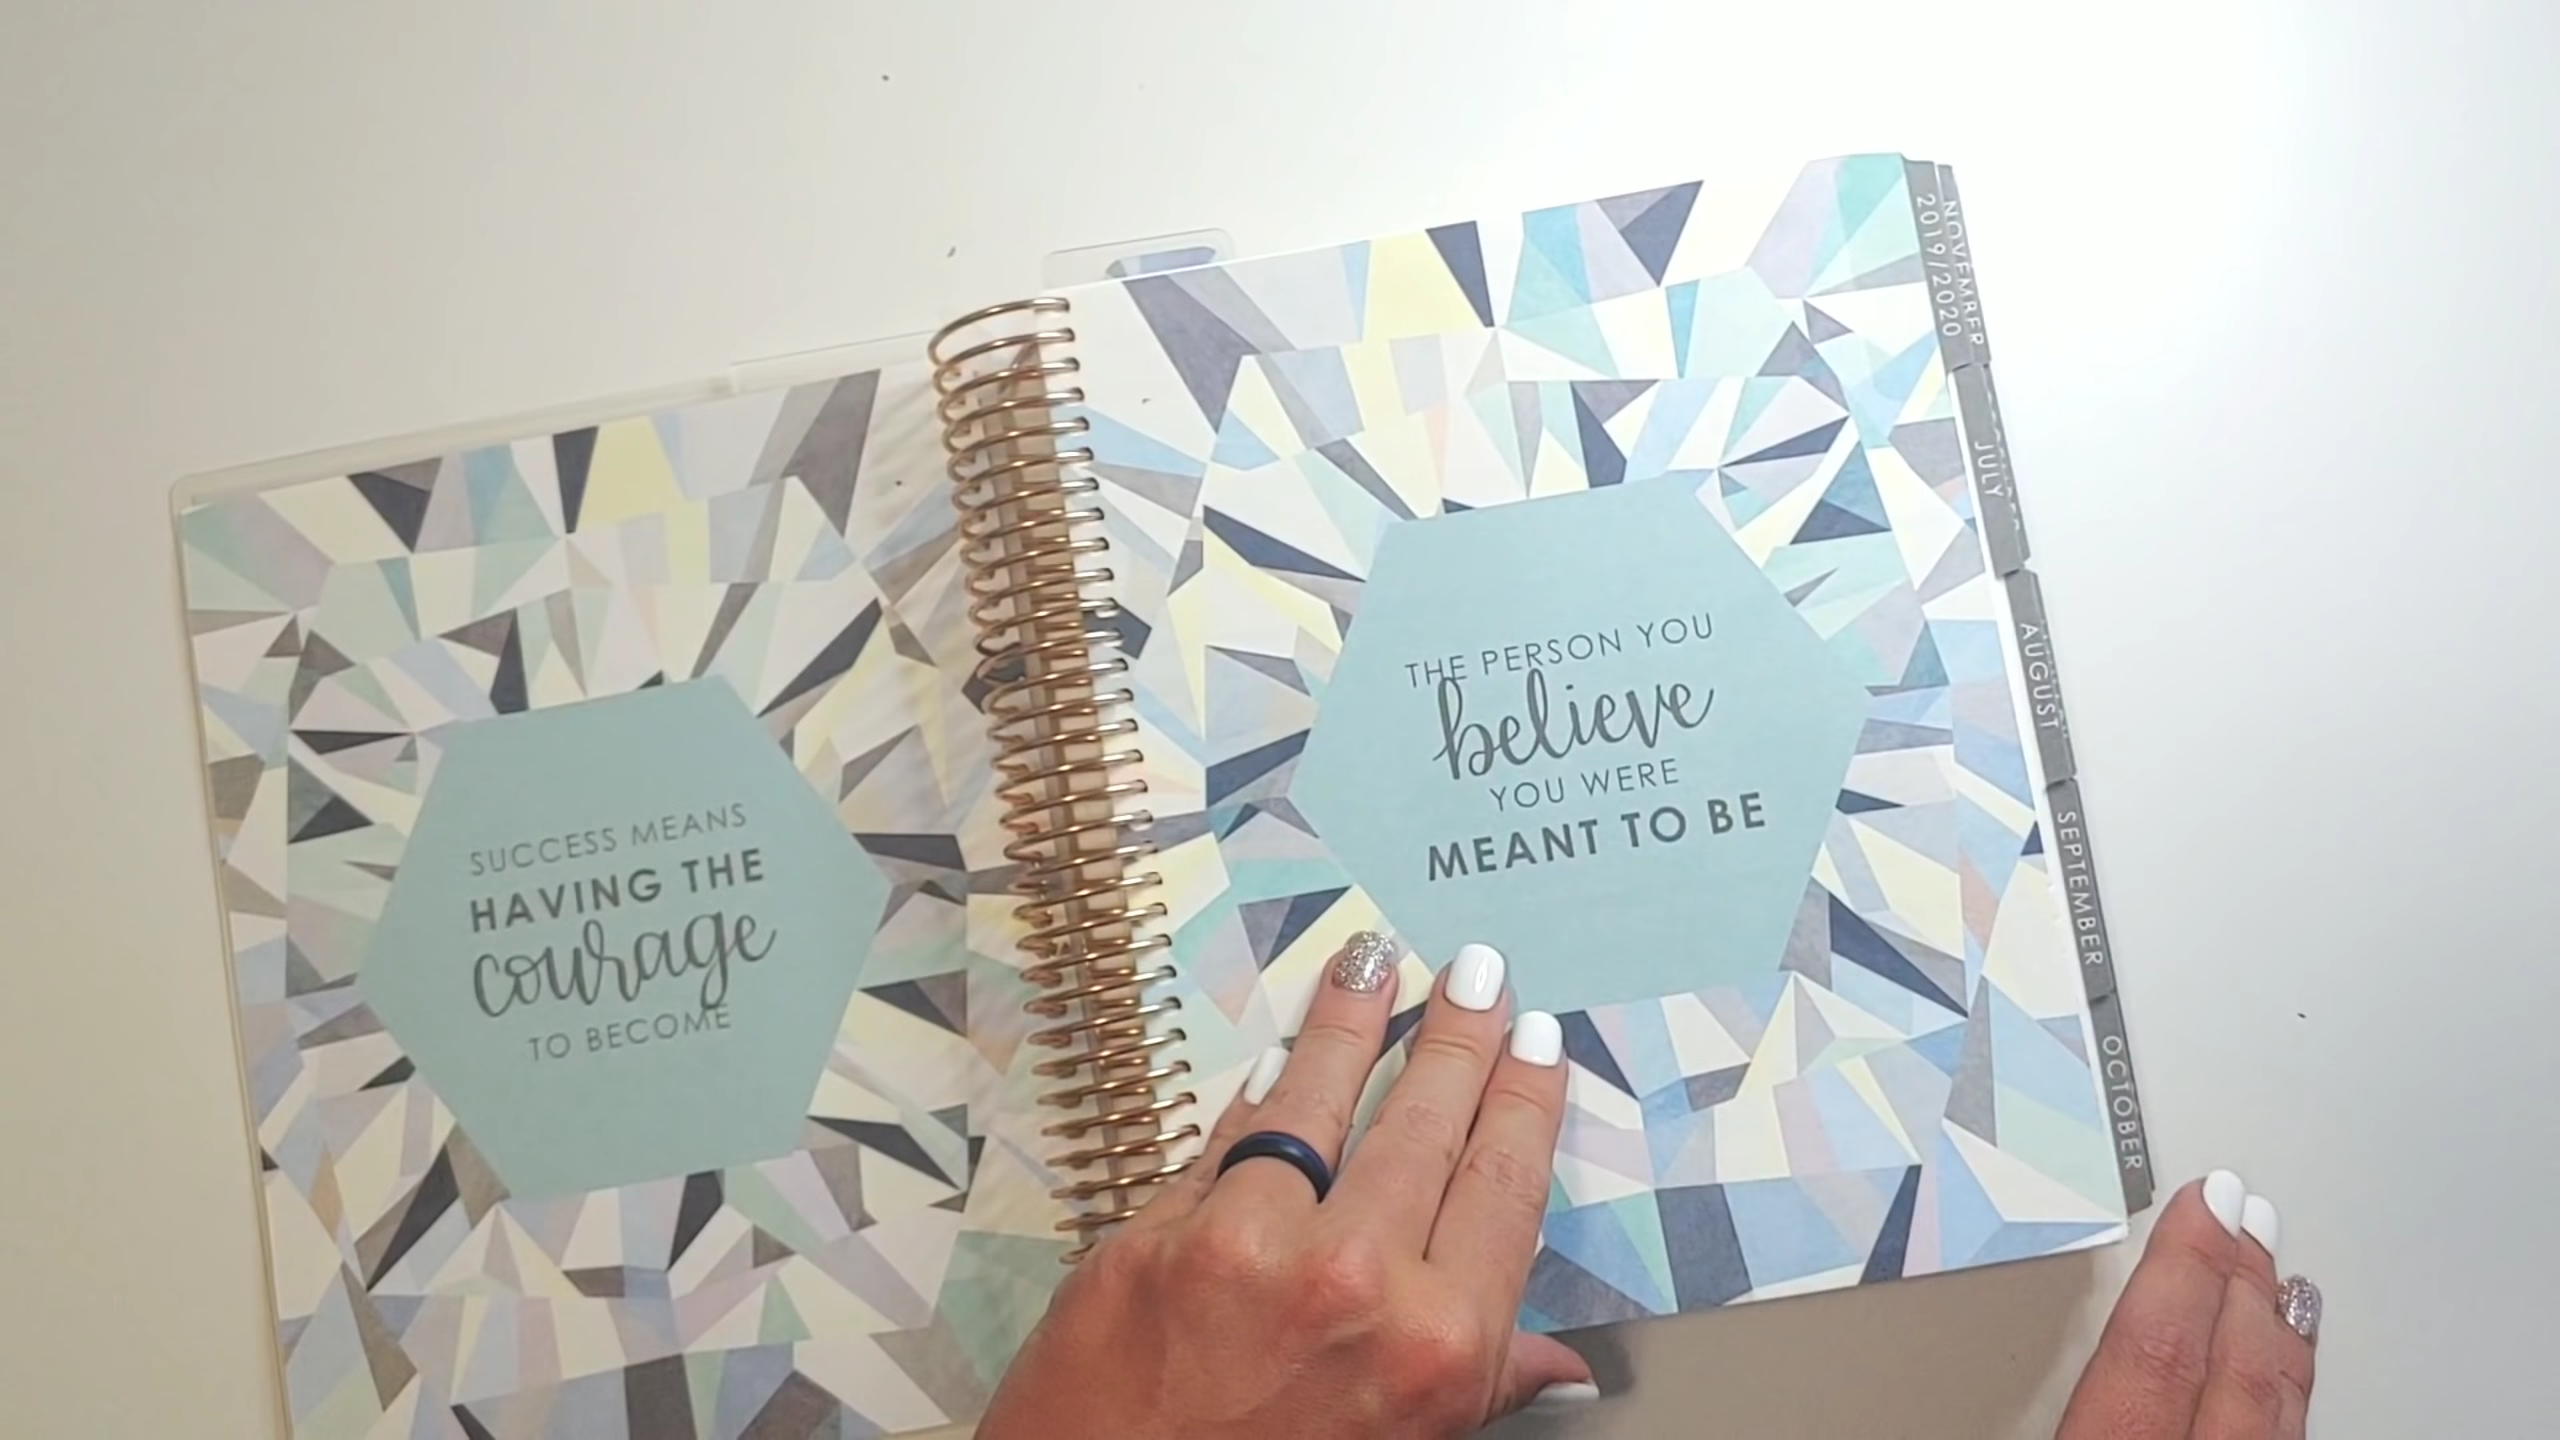 SUCCESS MEANS
HAVING THE
courage
TO BECOME
THE PERSON YOU
believe
YOU WERE
MEANT TO BE
2019/2020
NOVEMBER
JULY
AUGUST
SEPTEMBER
OCTOBER